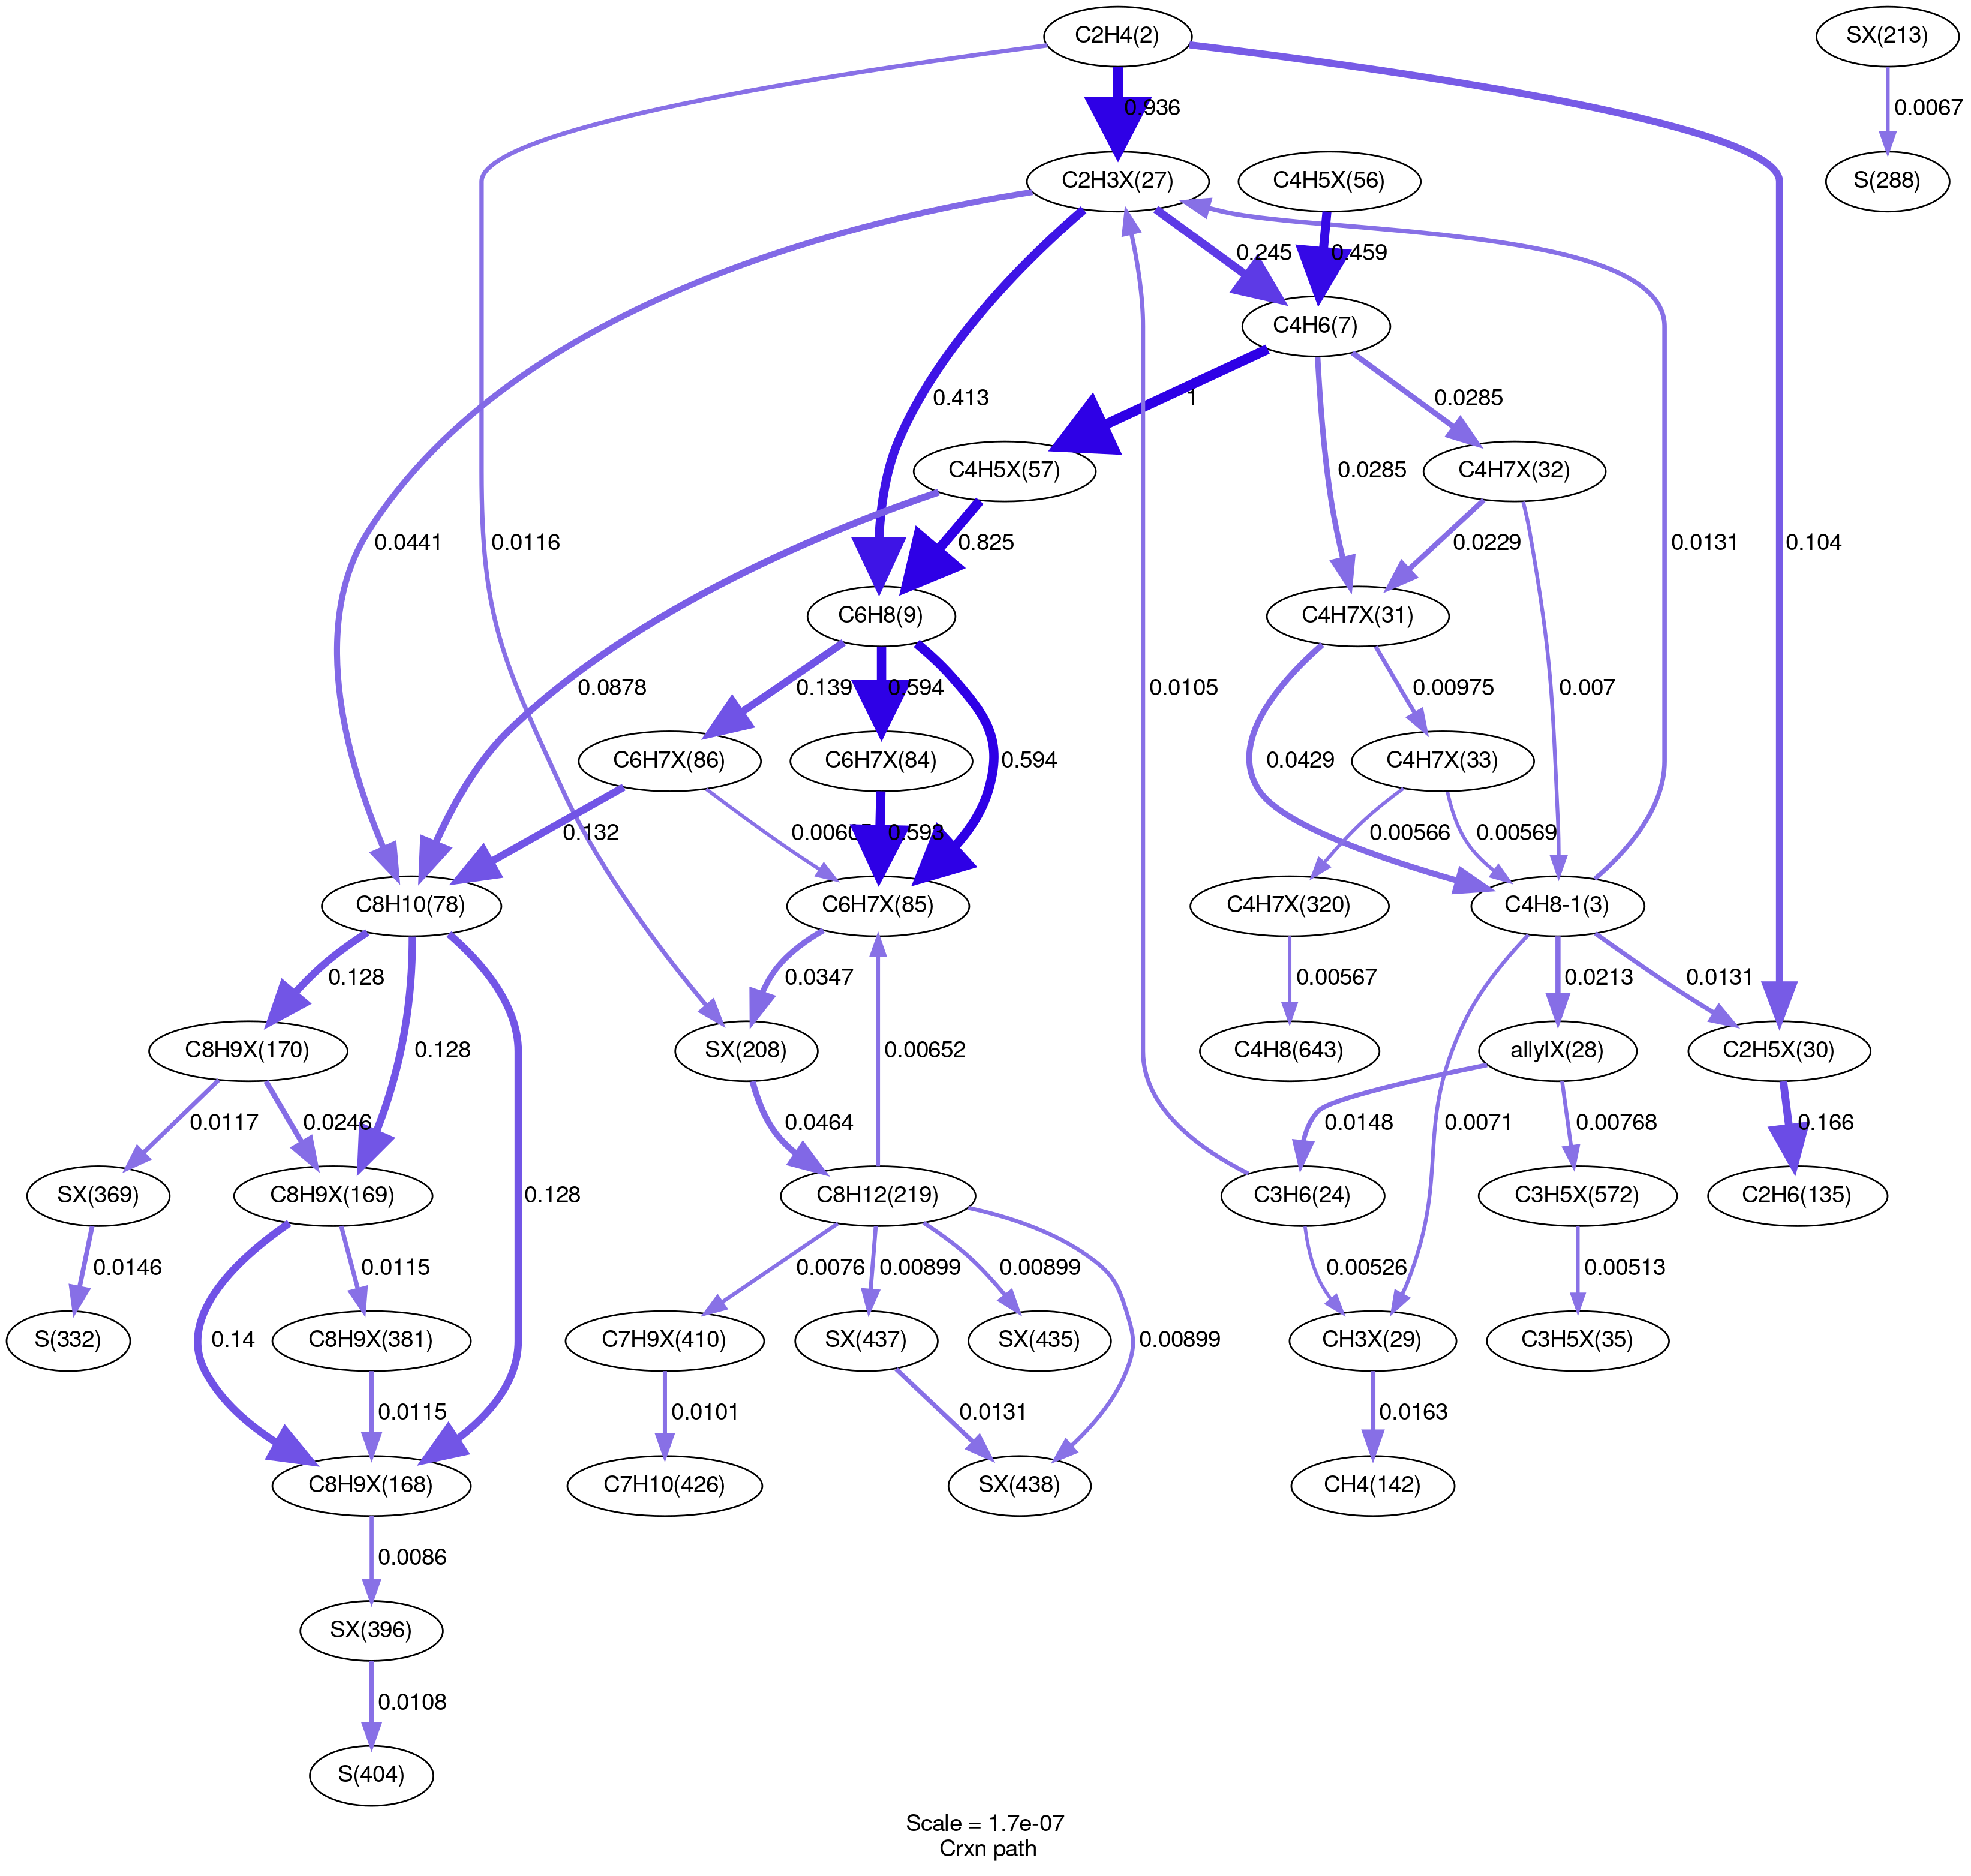 C2H4(2)
SX(213)
0.936
0.0067
C2H3X(27)
C4H5X(56)
S(288)
0.245
0.459
C4H6(7)
0.413
1
0.0285
0.0285
C4H5X(57)
C4H7X(32)
0.0441
0.0116
0.825
0.0229
0.0131
0.104
C6H8(9)
C4H7X(31)
0.0105
0.0878
0.139
0.594
0.594
0.00975
0.007
C6H7X(86)
C6H7X(84)
0.0429
C4H7X(33)
0.132
0.593
0.00566
0.00569
C8H10(78)
C6H7X(85)
C4H7X(320)
C4H8-1(3)
0.128
0.0347
0.00567
0.0213
0.0131
C8H9X(170)
0.128
SX(208)
0.00652
C4H8(643)
allylX(28)
C2H5X(30)
0.0117
0.0246
0.128
0.0464
0.0071
0.0148
0.00768
0.166
SX(369)
C8H9X(169)
C8H12(219)
C3H6(24)
C3H5X(572)
C2H6(135)
0.0146
0.14
0.0115
0.0076
0.00899
0.00899
0.00899
0.00526
0.00513
S(332)
C8H9X(381)
C7H9X(410)
SX(437)
SX(435)
CH3X(29)
C3H5X(35)
0.0115
0.0101
0.0131
0.0163
C8H9X(168)
C7H10(426)
SX(438)
CH4(142)
0.0086
SX(396)
0.0108
S(404)
Scale = 1.7e-07
Crxn path